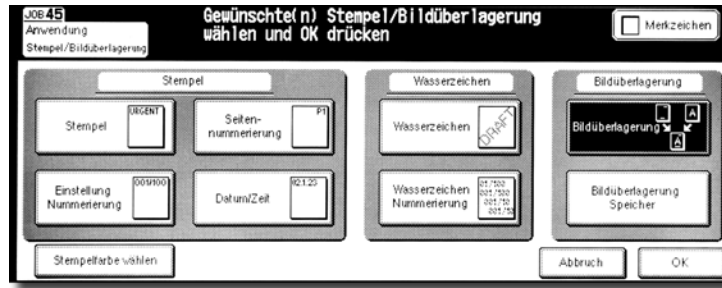 JOB 45
Anwendung
Stempel/Bildüberlagerung
Gewünschte(n) Stempel/Bildüberlagerung
wählen und OK drücken
Merkzeichen
Stempel
Stempel
URGENT
Seiten-
nummerierung
P1
Einstellung
Nummerierung
001/100
Datum/Zeit
Wasserzeichen
Wasserzeichen
DRAFT
Wasserzeichen
Nummerierung
Bildüberlagerung
Bildüberlagerung
A
A
Bildüberlagerung
Speicher
Stempelfarbe wählen
Abbruch
OK